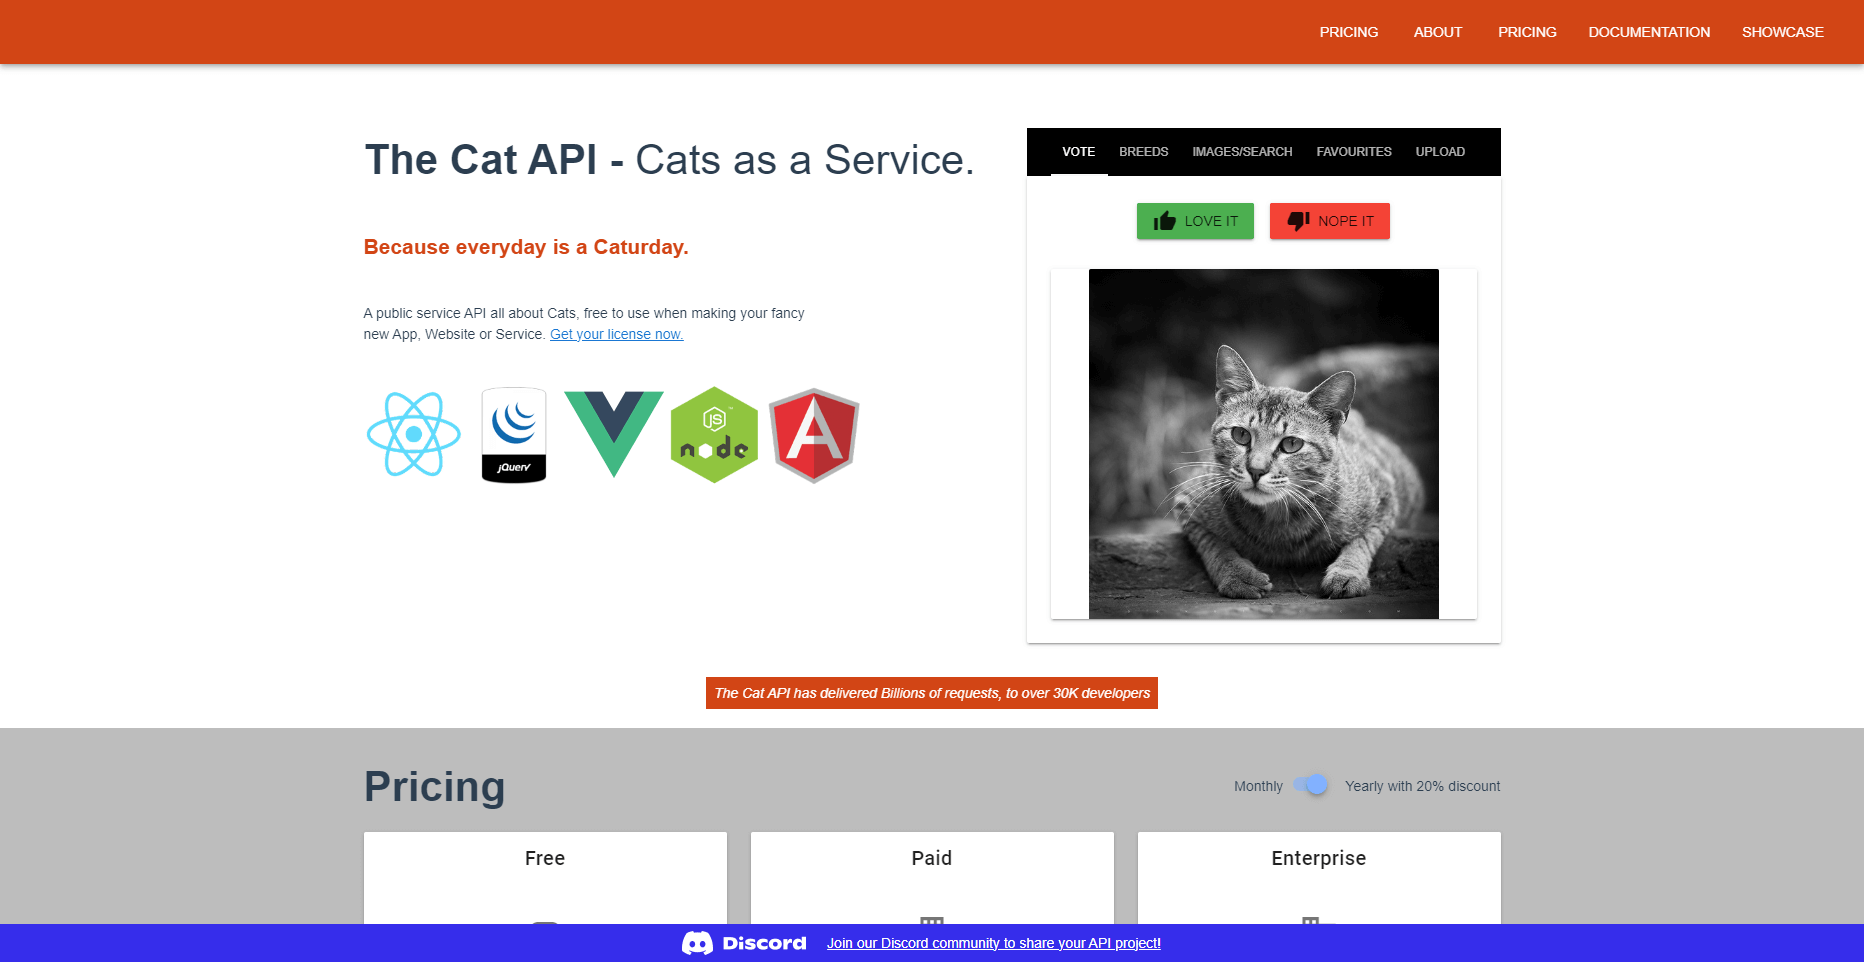 PRICING ABOUT PRICING DOCUMENTATION SHOWCASE
The Cat API - Cats as a Service.
Because everyday is a Caturday.
A public service API all about Cats, free to use when making your fancy
new App, Website or Service. Get your license now.
jQuery
JS
node
A
VOTE BREEDS IMAGES/SEARCH FAVOURITES UPLOAD
LOVE IT NOPE IT
The Cat API has delivered Billions of requests, to over 30K developers
Pricing
Monthly Yearly with 20% discount
Free Paid Enterprise
Discord Join our Discord community to share your API project!